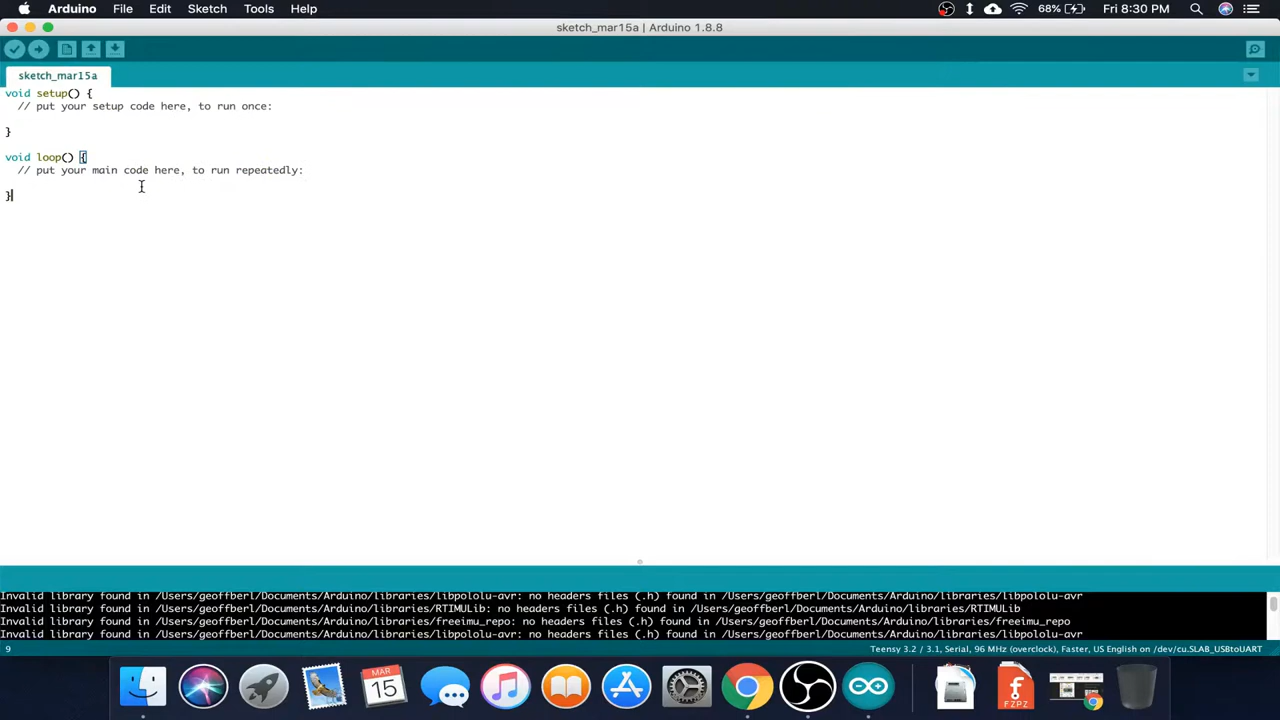 Arduino File Edit Sketch Tools Help 68% Fri 8:30 PM
sketch_mar15a | Arduino 1.8.8
sketch_mar15a
void setup() {
// put your setup code here, to run once:
}
void loop() {
// put your main code here, to run repeatedly:
}
Invalid library found in /Users/geoffberl/Documents/Arduino/libraries/libpololu-avr: no headers files (.h) found in /Users/geoffberl/Documents/Arduino/libraries/libpololu-avr
Invalid library found in /Users/geoffberl/Documents/Arduino/libraries/RTIMULib: no headers files (.h) found in /Users/geoffberl/Documents/Arduino/libraries/RTIMULib
Invalid library found in /Users/geoffberl/Documents/Arduino/libraries/freeimu_repo: no headers files (.h) found in /Users/geoffberl/Documents/Arduino/libraries/freeimu_repo
Invalid library found in /Users/geoffberl/Documents/Arduino/libraries/libpololu-avr: no headers files (.h) found in /Users/geoffberl/Documents/Arduino/libraries/libpololu-avr
9 Teensy 3.2 / 3.1, Serial, 96 MHz (overclock), Faster, US English on /dev/cu.SLAB_USBtoUART
MAR
15
FZPZ